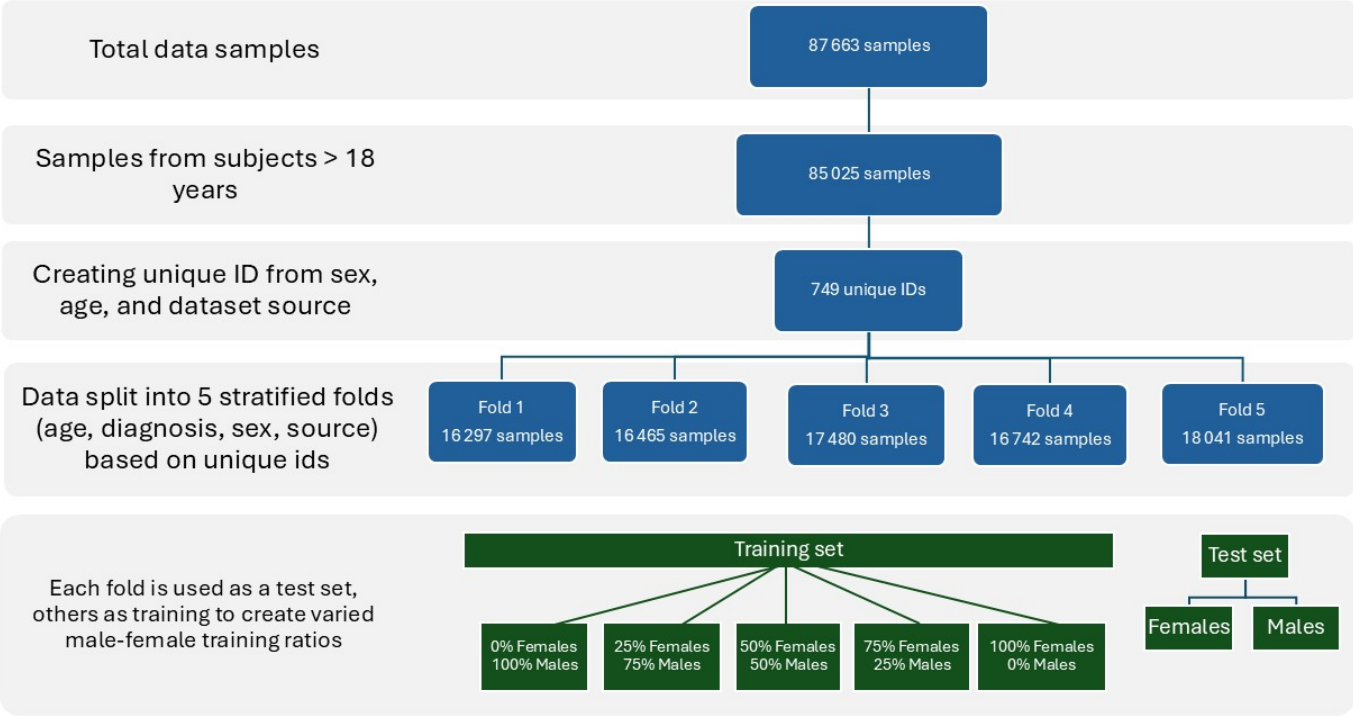 Total data samples
87 663 samples
Samples from subjects > 18
years
85 025 samples
Creating unique ID from sex,
age, and dataset source
749 unique IDs
Data split into 5 stratified folds
(age, diagnosis, sex, source)
based on unique ids
Fold 1
16 297 samples
Fold 2
16 465 samples
Fold 3
17 480 samples
Fold 4
16 742 samples
Fold 5
18 041 samples
Each fold is used as a test set,
others as training to create varied
male-female training ratios
Training set
0% Females
100% Males
25% Females
75% Males
50% Females
50% Males
75% Females
25% Males
100% Females
0% Males
Test set
Females
Males